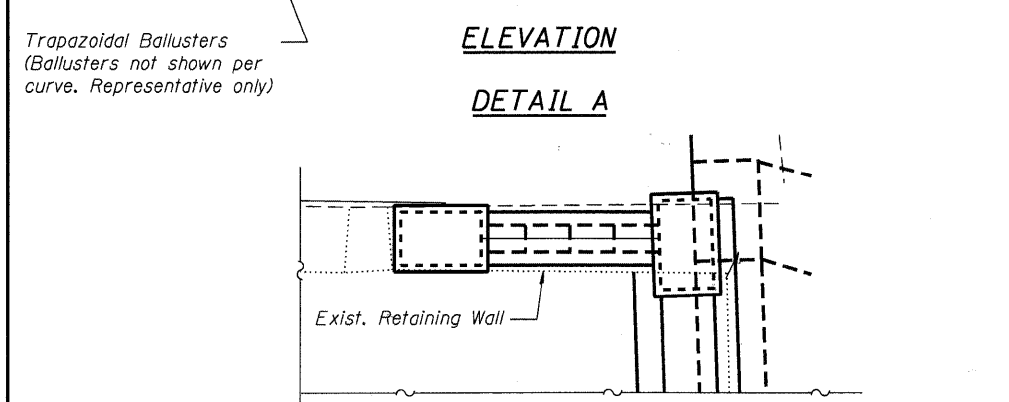 Trapazoidal Ballusters
(Ballusters not shown per
curve. Representative only)
ELEVATION
DETAIL A
Exist. Retaining Wall